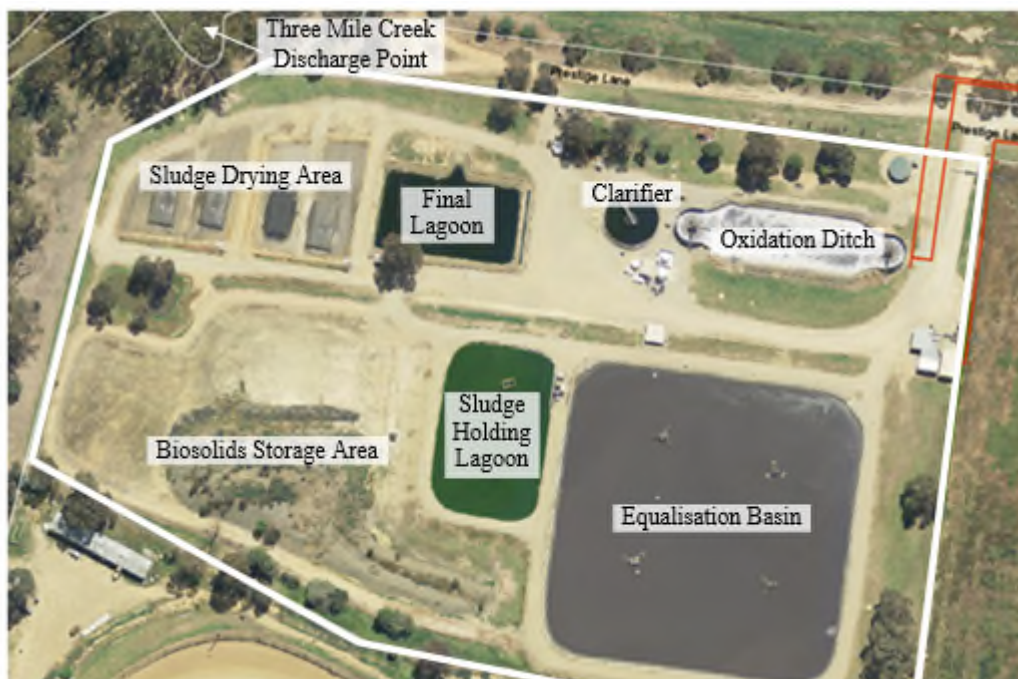 Three Mile Creek
Discharge Point
Prestige Lane
Prestige La
Sludge Drying Area
Final
Lagoon
Clarifier
Oxidation Ditch
Sludge
Holding
Lagoon
Biosolids Storage Area
Equalisation Basin